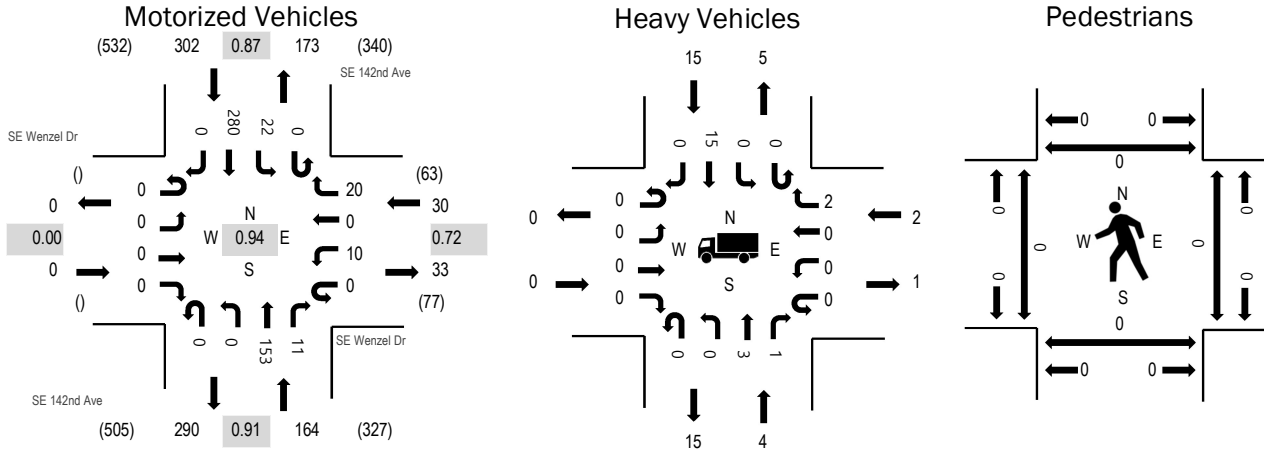 Motorized Vehicles
(532) 302 0.87 173 (340)
SE 142nd Ave
SE Wenzel Dr
0 280 22 0
() 0 20 (63)
0 0 N 0 30
0.00 0 W 0.94 E 10 0.72
0 0 S 0 33
() (77)
0 0 153 11
SE Wenzel Dr
SE 142nd Ave
(505) 290 0.91 164 (327)
Heavy Vehicles
15 5
0 15 0 0
0 2
0 0 N 0 2
0 W E 0
0 0 S 0 1
0 0 3 1
15 4
Pedestrians
0 0
0
0 N 0
0 W E 0
0 S 0
0
0 0